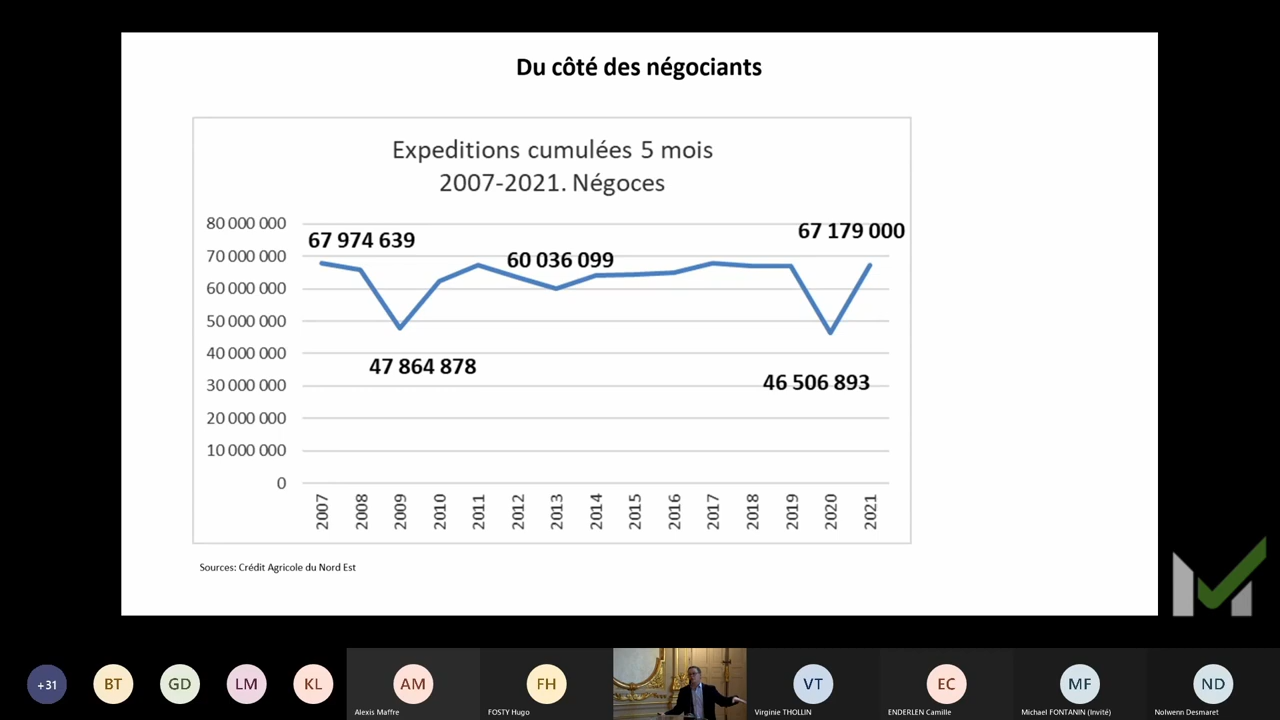 Du côté des négociants
Expeditions cumulées 5 mois
2007-2021. Négoces
80 000 000
70 000 000
60 000 000
50 000 000
40 000 000
30 000 000
20 000 000
10 000 000
0
67 974 639
47 864 878
60 036 099
46 506 893
67 179 000
2007
2008
2009
2010
2011
2012
2013
2014
2015
2016
2017
2018
2019
2020
2021
Sources: Crédit Agricole du Nord Est
+31
BT
GD
LM
KL
AM
Alexis Maffre
FH
FOSTY Hugo
VT
Virginie THOLLIN
EC
ENDERLEN Camille
MF
Michael FONTANIN (Invité)
ND
Nolwenn Desmaret